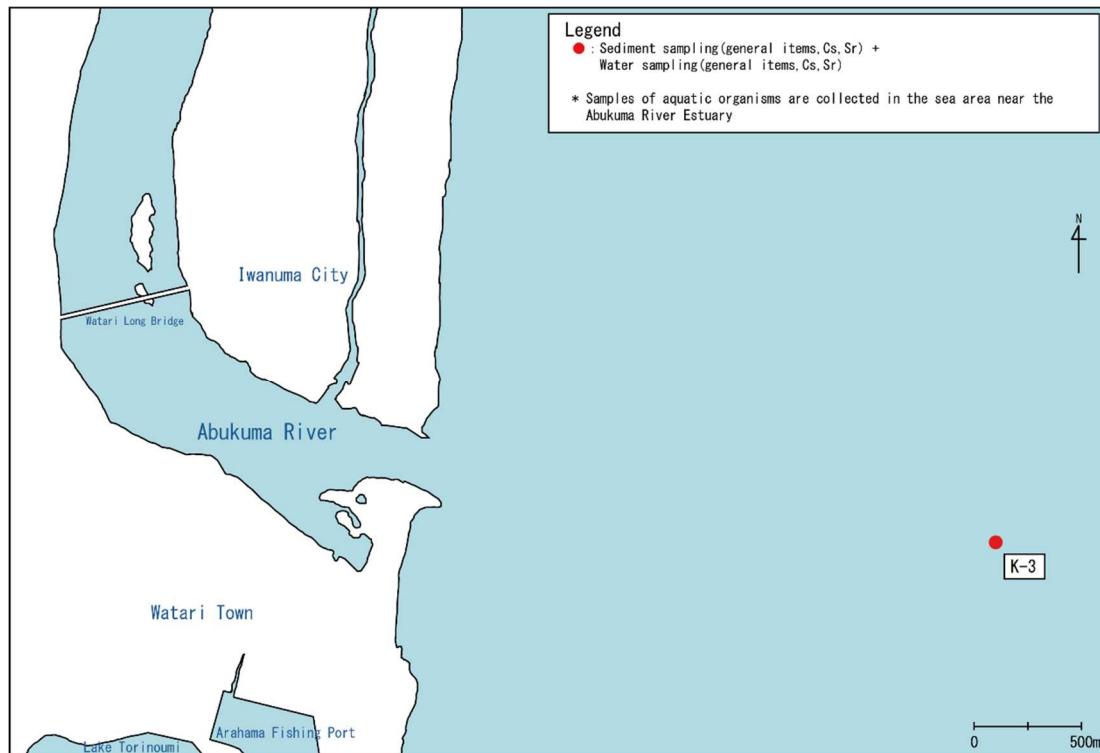 Legend
: Sediment sampling(general items,Cs,Sr) +
Water sampling(general items,Cs,Sr)
* Samples of aquatic organisms are collected in the sea area near the
Abukuma River Estuary
N
Iwanuma City
Watari Long Bridge
Abukuma River
K-3
Watari Town
Arahama Fishing Port
Lake Torinoumi
0 500m